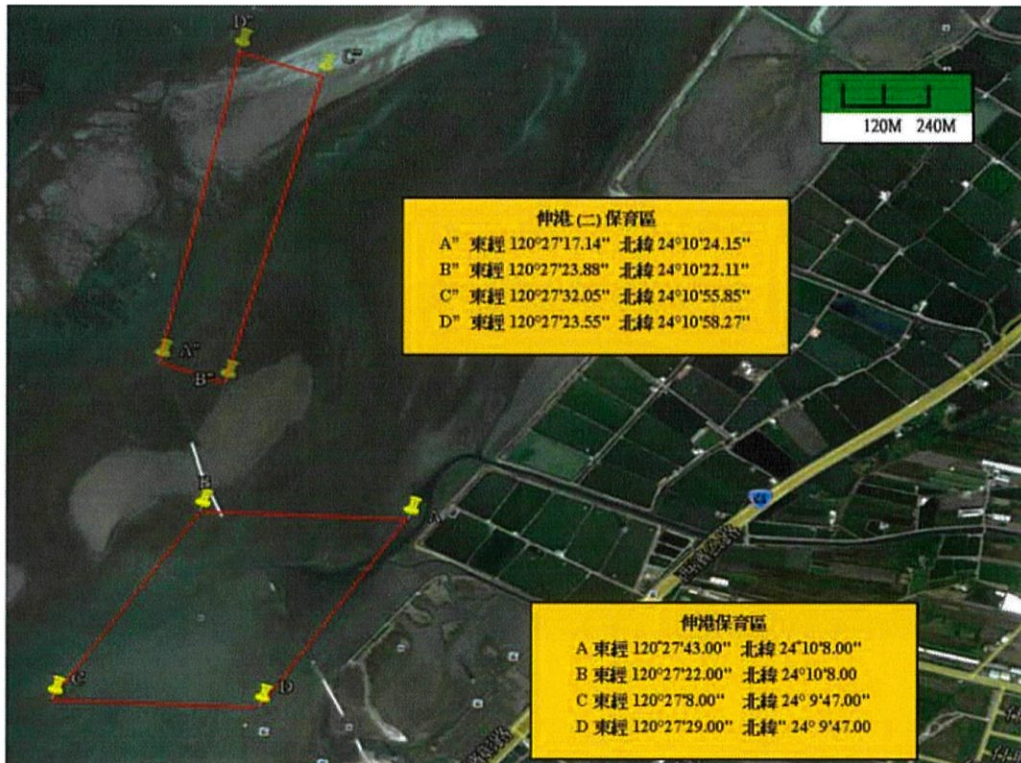 D"
C"
120M 240M
伸港(二)保育區
A" 東經 120°27'17.14" 北緯 24°10'24.15"
B" 東經 120°27'23.88" 北緯 24°10'22.11"
C" 東經 120°27'32.05" 北緯 24°10'55.85"
D" 東經 120°27'23.55" 北緯 24°10'58.27"
A"
B"
B
A
C
D
伸港保育區
A 東經 120°27'43.00" 北緯 24°10'8.00"
B 東經 120°27'22.00" 北緯 24°10'8.00
C 東經 120°27'8.00" 北緯 24° 9'47.00"
D 東經 120°27'29.00" 北緯" 24° 9'47.00